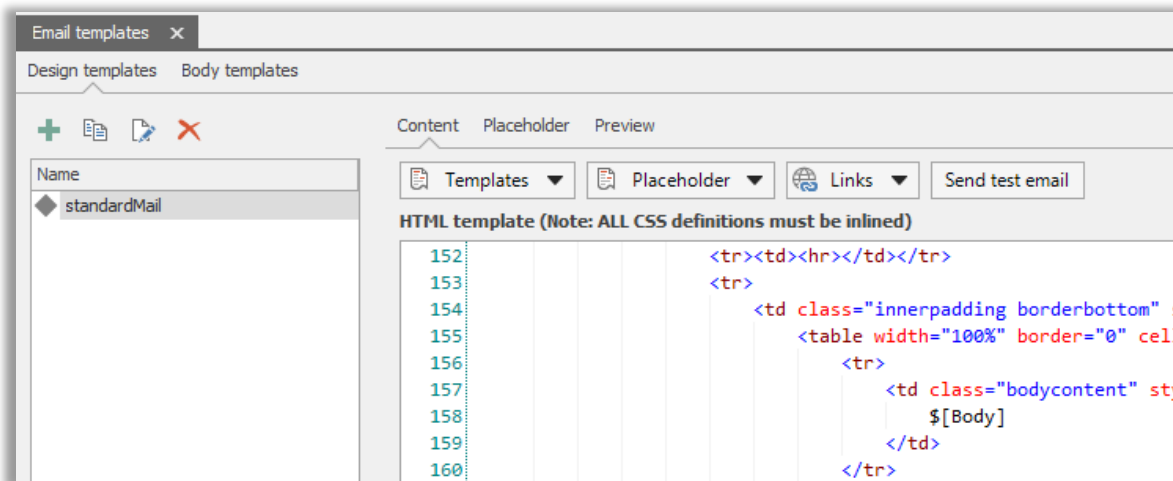 Email templates
Design templates Body templates
Content Placeholder Preview
Name
standardMail
Templates Placeholder Links Send test email
HTML template (Note: ALL CSS definitions must be inlined)
152 <tr><td><hr></td></tr>
153 <tr>
154 <td class="innerpadding borderbottom"
155 <table width="100%" border="0" cel
156 <tr>
157 <td class="bodycontent" sty
158 $[Body]
159 </td>
160 </tr>